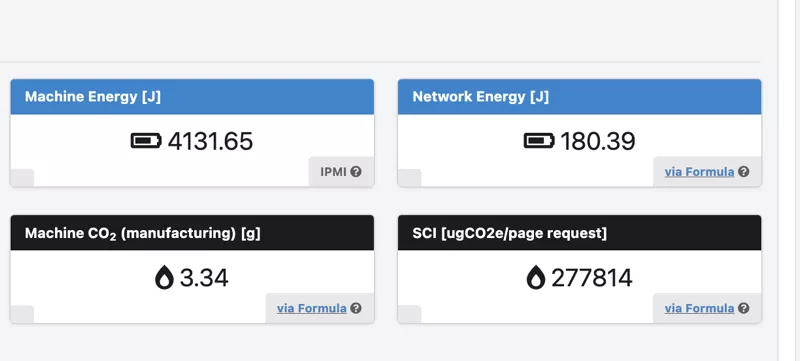 Machine Energy [J]
4131.65
IPMI
Network Energy [J]
180.39
via Formula
Machine CO₂ (manufacturing) [g]
3.34
via Formula
SCI [ugCO2e/page request]
277814
via Formula